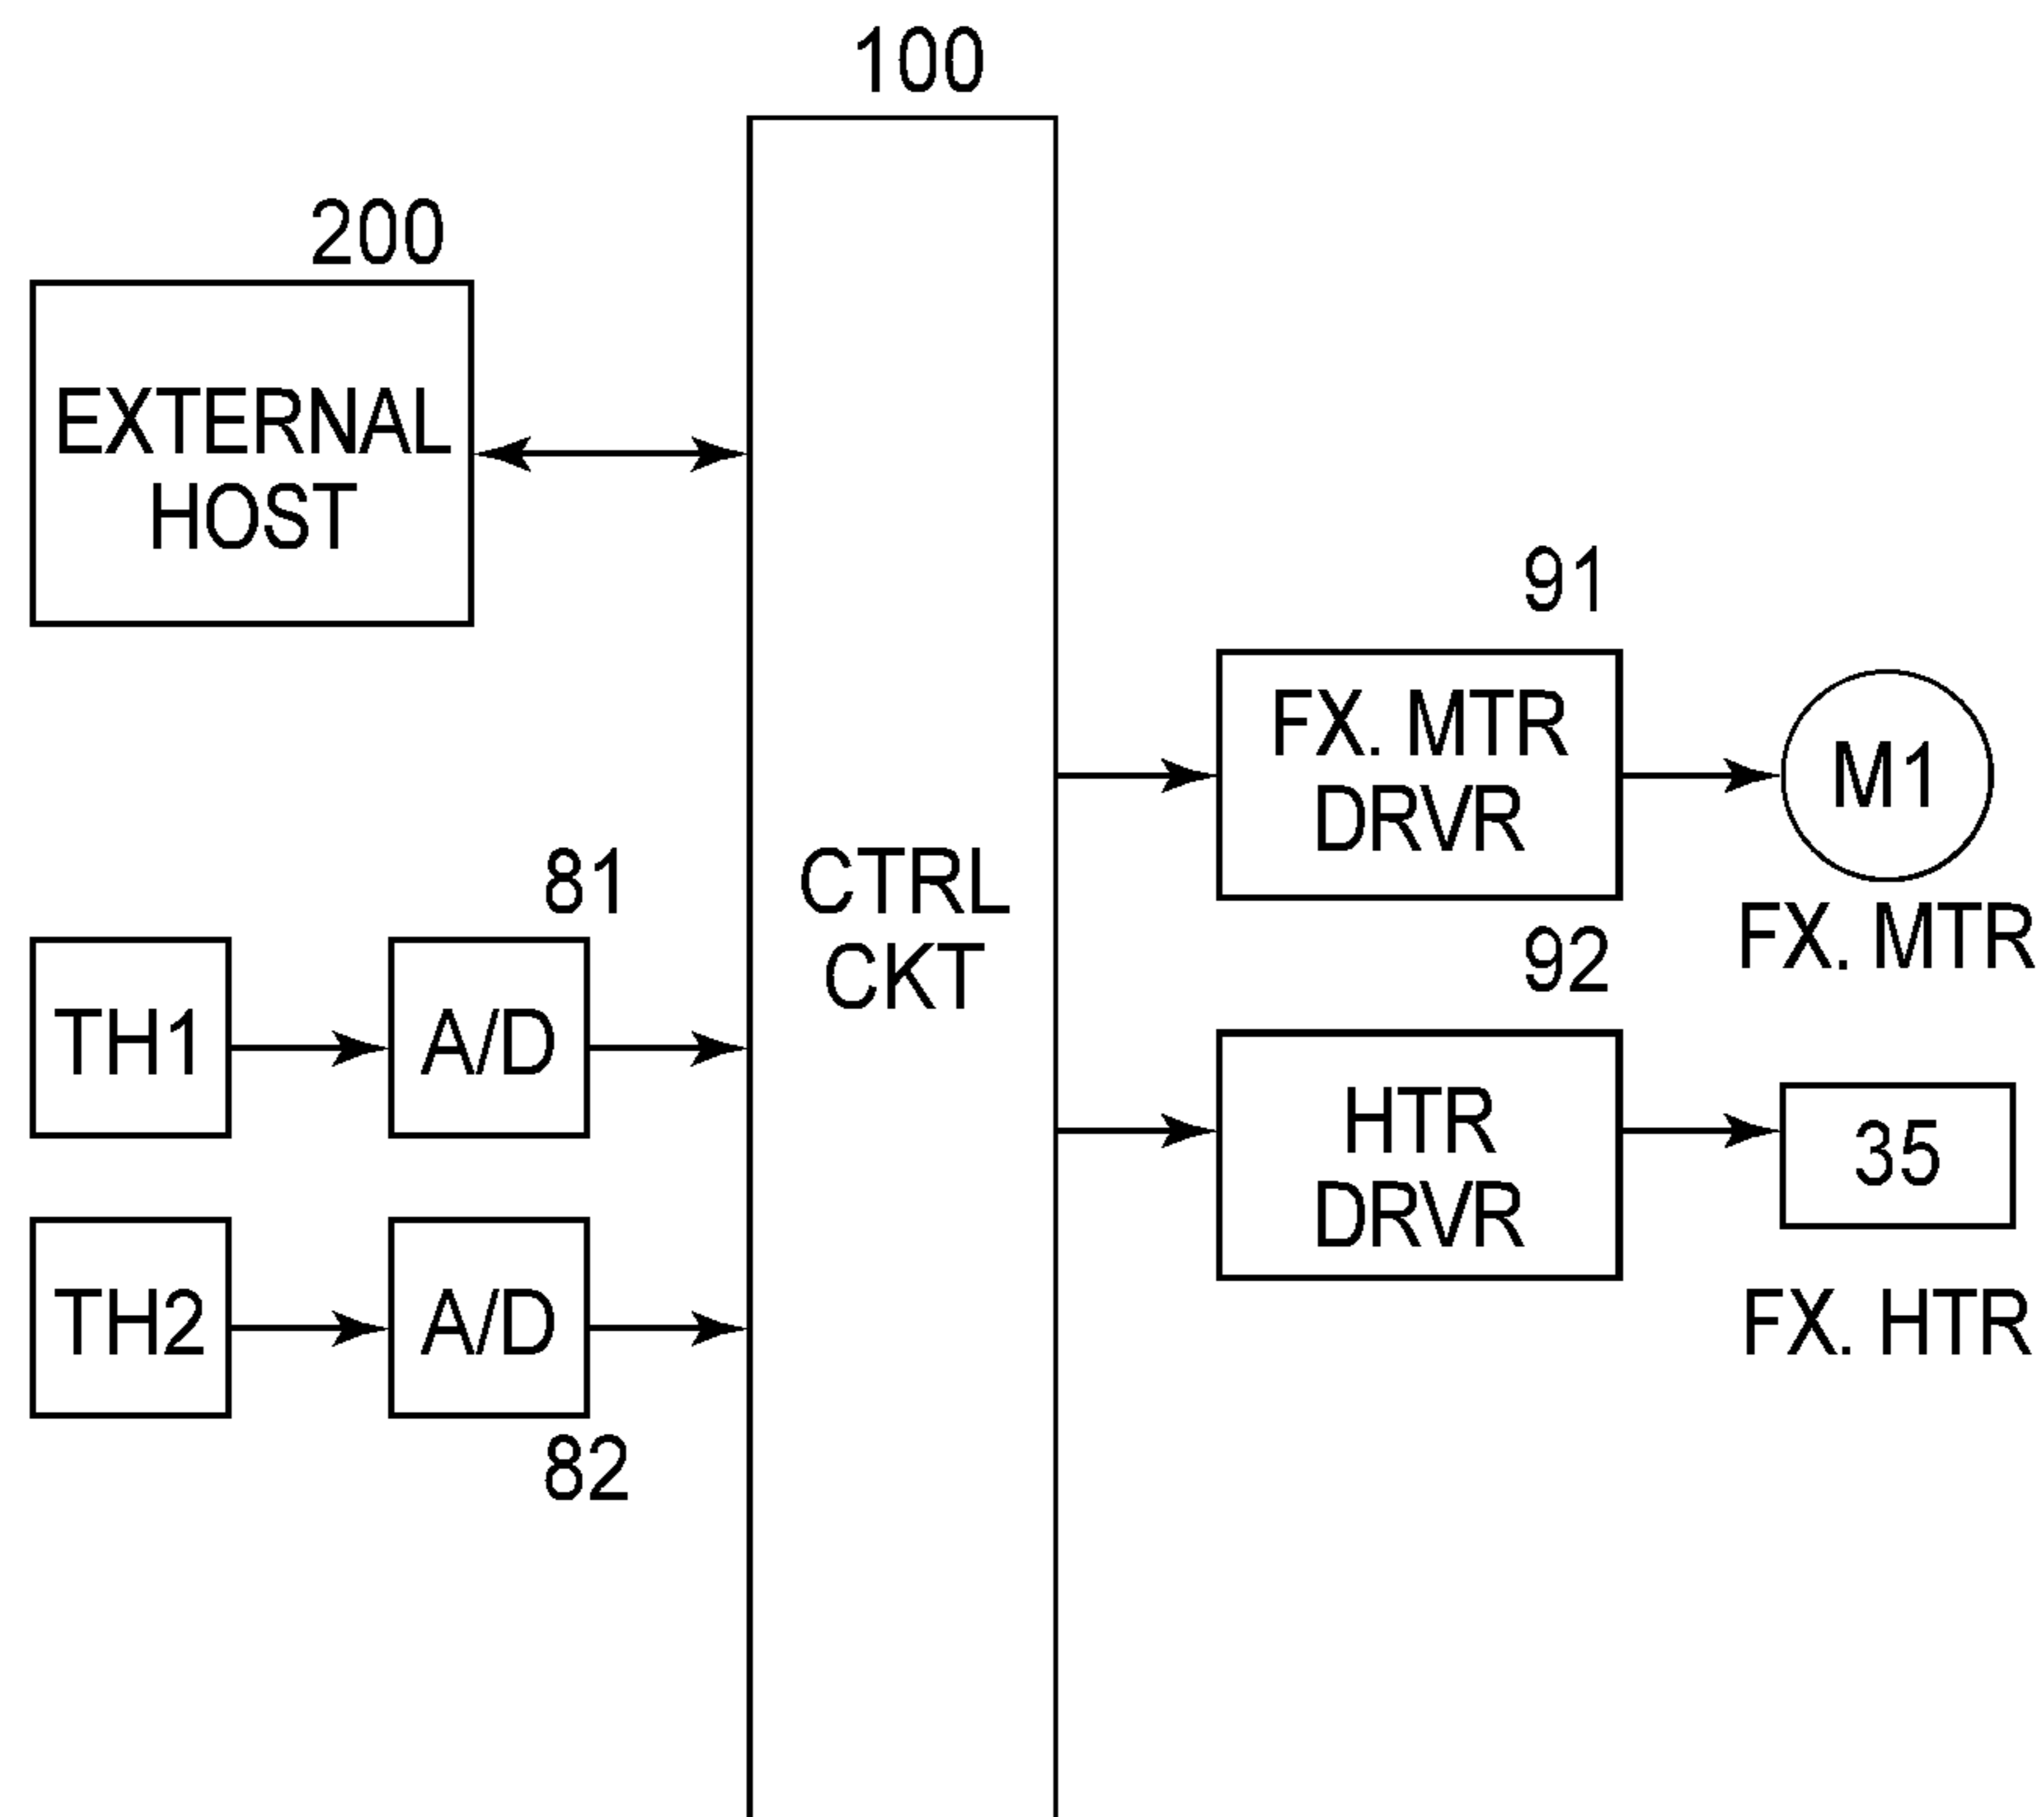 100
200
EXTERNAL
HOST
91
FX. MTR
DRVR
M1
FX. MTR
81
CTRL
CKT
92
TH1
A/D
HTR
DRVR
35
FX. HTR
TH2
A/D
82